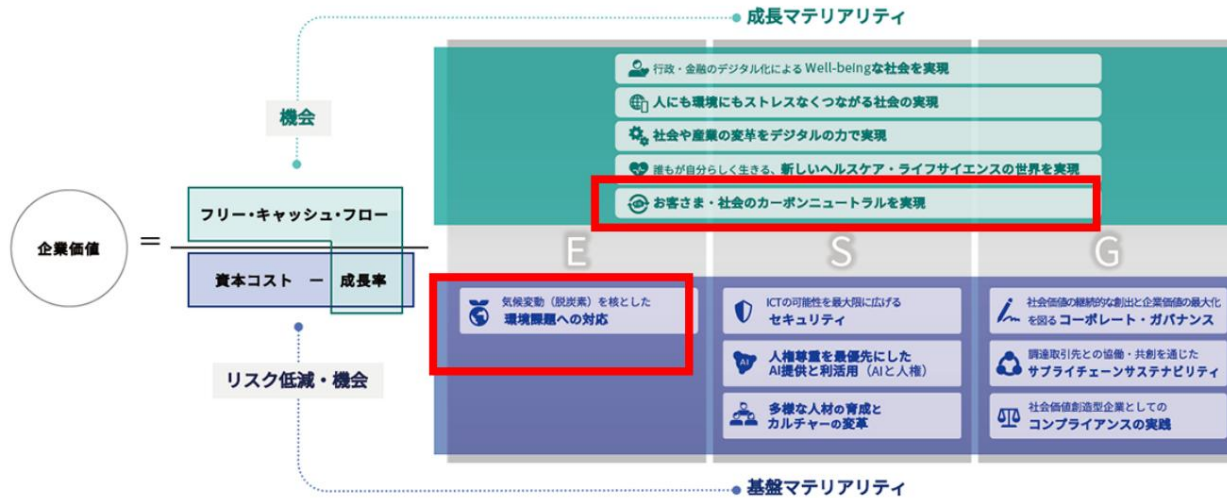 成長マテリアリティ
行政・金融のデジタル化による Well-beingな社会を実現
人にも環境にもストレスなくつながる社会の実現
機会
社会や産業の変革をデジタルの力で実現
誰もが自分らしく生きる、新しいヘルスケア・ライフサイエンスの世界を実現
お客さま・社会のカーボンニュートラルを実現
フリー・キャッシュ・フロー
企業価値
=
資本コスト － 成長率
E
S
G
気候変動（脱炭素）を核とした
環境課題への対応
ICTの可能性を最大限に広げる
セキュリティ
社会価値の継続的な創出と企業価値の最大化
を図る コーポレート・ガバナンス
リスク低減・機会
AI
人権尊重を最優先にした
AI提供と利活用（AIと人権）
調達取引先との協働・共創を通じた
サプライチェーンサステナビリティ
多様な人材の育成と
カルチャーの変革
社会価値創造型企業としての
コンプライアンスの実践
基盤マテリアリティ